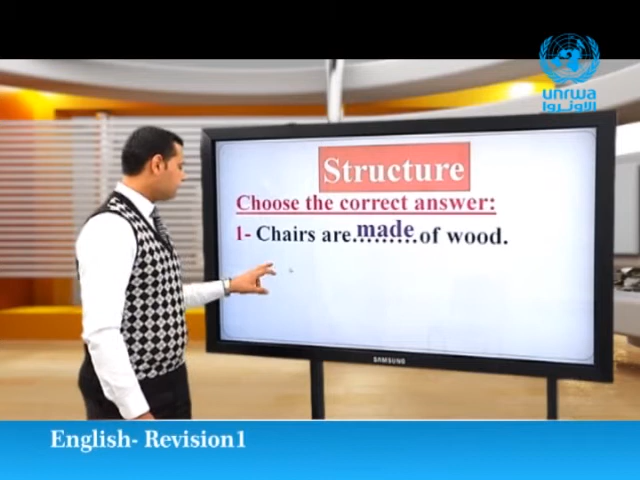 unrwa
الأونروا
Structure
Choose the correct answer:
1- Chairs are.made.of wood.
SAMSUNG
English- Revision1